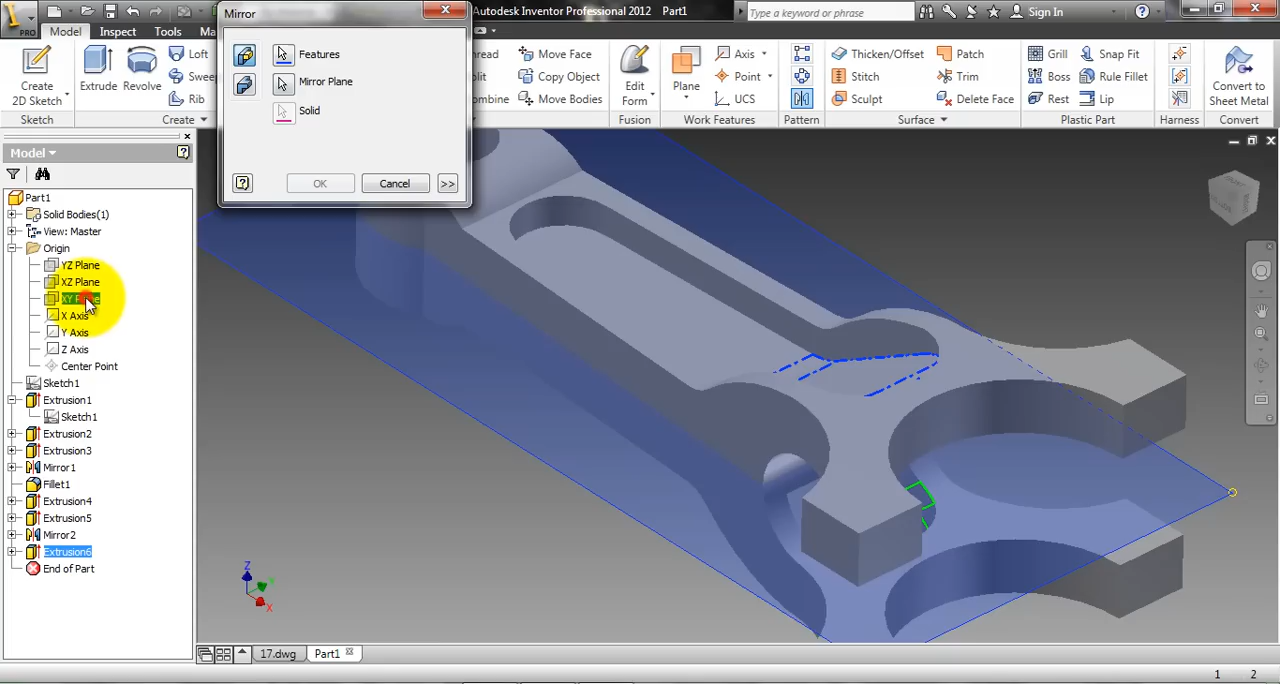 Mirror
Autodesk Inventor Professional 2012 Part1
Type a keyword or phrase
Sign In
PRO
Model
Inspect
Tools
Features
Mirror Plane
Solid
OK
Cancel
>>
Create
2D Sketch
Sketch
Extrude
Revolve
Loft
Rib
Create
Move Face
Copy Object
Move Bodies
Edit
Form
Fusion
Plane
Axis
Point
UCS
Work Features
Pattern
Thicken/Offset
Stitch
Sculpt
Patch
Trim
Delete Face
Surface
Grill
Boss
Rest
Snap Fit
Rule Fillet
Lip
Plastic Part
Harness
Convert to
Sheet Metal
Convert
Model
Part1
Solid Bodies(1)
View: Master
Origin
YZ Plane
XZ Plane
XY Plane
X Axis
Y Axis
Z Axis
Center Point
Sketch1
Extrusion1
Sketch1
Extrusion2
Extrusion3
Mirror1
Fillet1
Extrusion4
Extrusion5
Mirror2
Extrusion6
End of Part
Z
Y
X
17.dwg
Part1
1
2